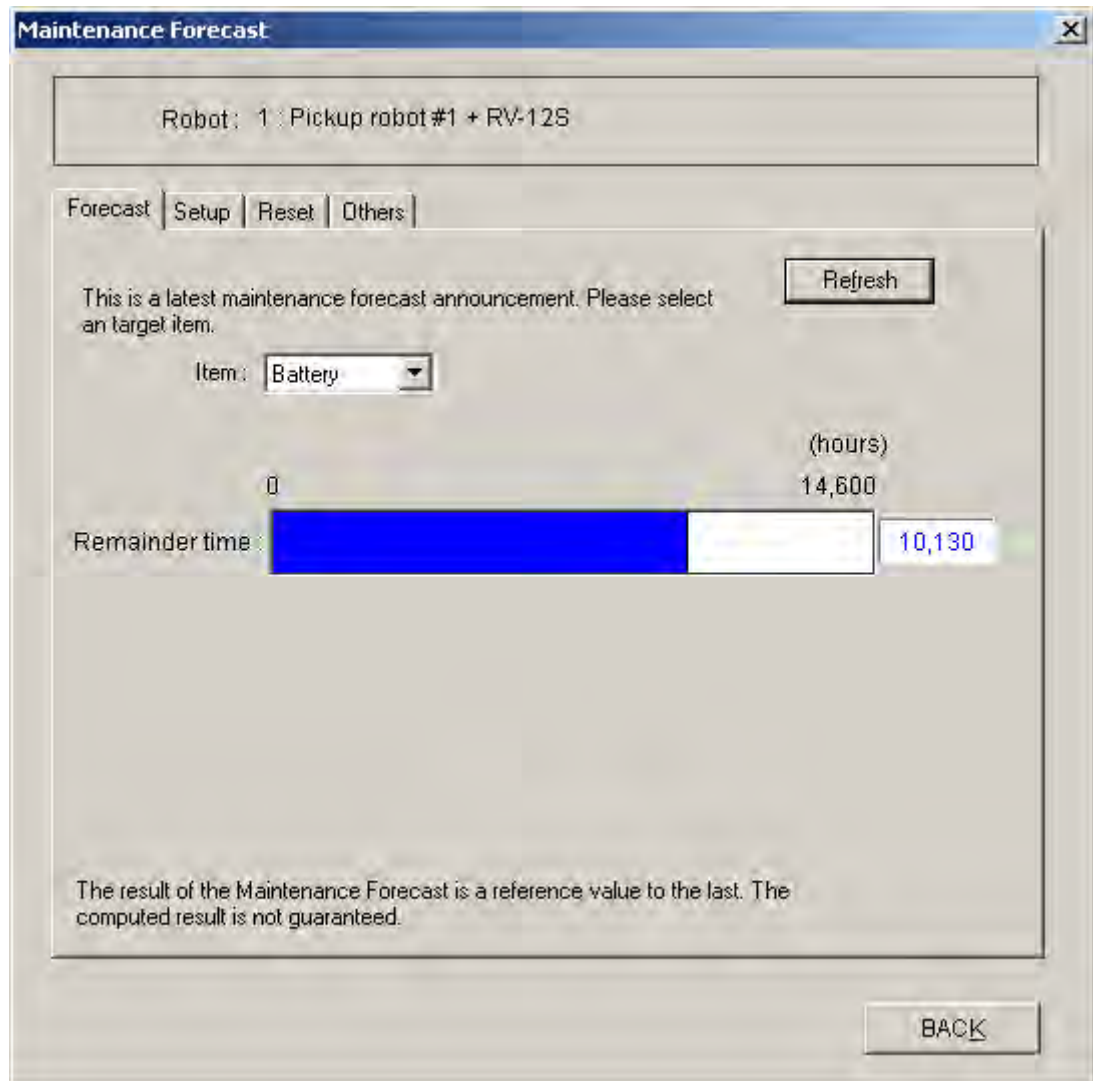 Maintenance Forecast
Robot : 1 : Pickup robot #1 + RV-12S
Forecast Setup Reset Others
Refresh
This is a latest maintenance forecast announcement. Please select
an target item.
Item : Battery
(hours)
0 14,600
Remainder time : 10,130
The result of the Maintenance Forecast is a reference value to the last. The
computed result is not guaranteed.
BACK